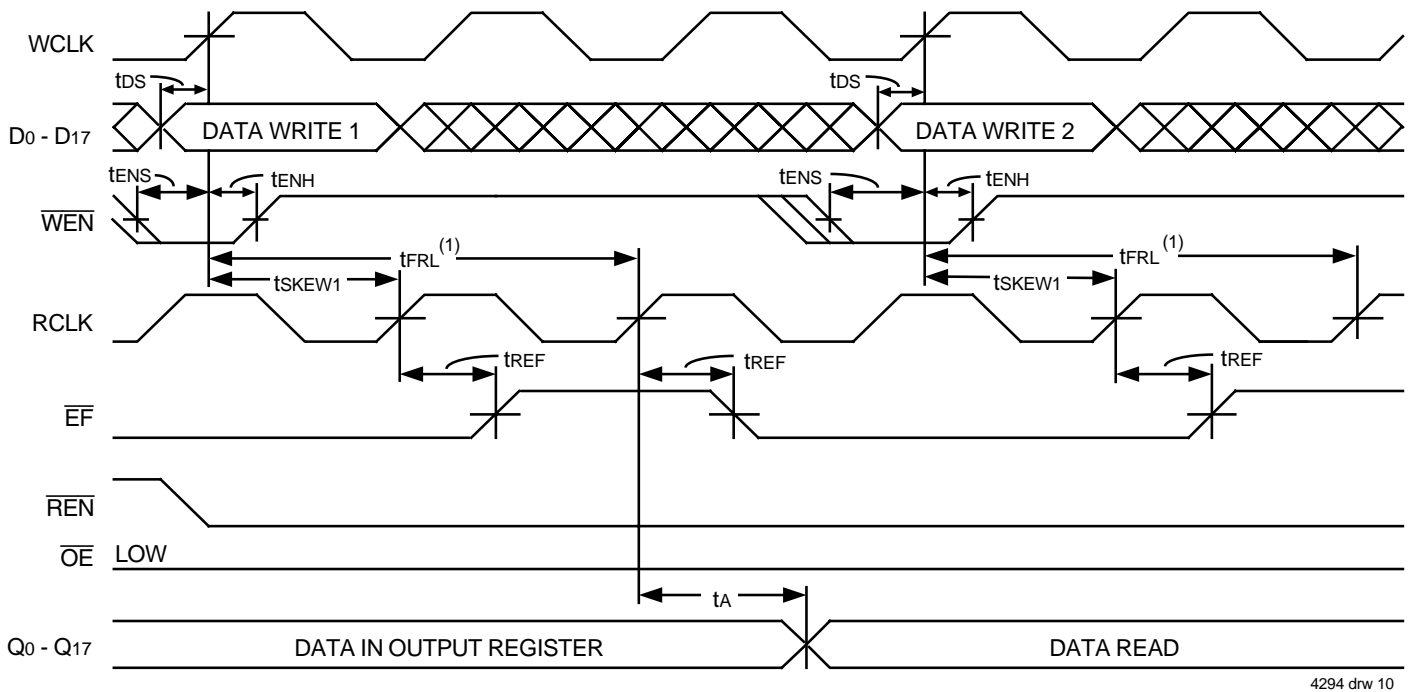 WCLK
tDS
tDS
D0 - D17
DATA WRITE 1
DATA WRITE 2
tENS
tENH
tENS
tENH
WEN
tFRL(1)
tFRL(1)
tSKEW1
tSKEW1
RCLK
tREF
tREF
tREF
EF
REN
OE
LOW
tA
Q0 - Q17
DATA IN OUTPUT REGISTER
DATA READ
4294 drw 10